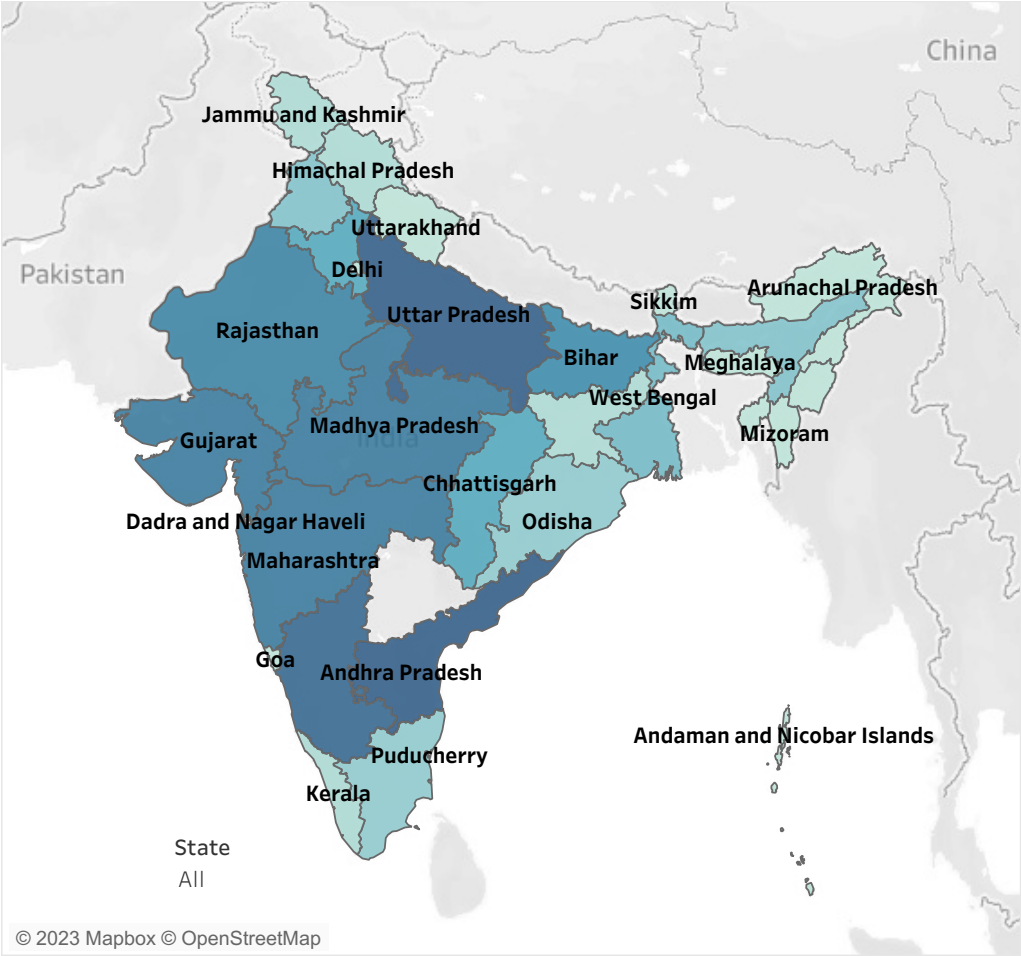 China
Jammu and Kashmir
Himachal Pradesh
Uttarakhand
Pakistan
Delhi
Arunachal Pradesh
Sikkim
Uttar Pradesh
Rajasthan
Bihar
Meghalaya
West Bengal
Madhya Pradesh
India
Gujarat
Mizoram
Chhattisgarh
Dadra and Nagar Haveli
Odisha
Maharashtra
Goa
Andhra Pradesh
Andaman and Nicobar Islands
Puducherry
Kerala
State
All
© 2023 Mapbox © OpenStreetMap